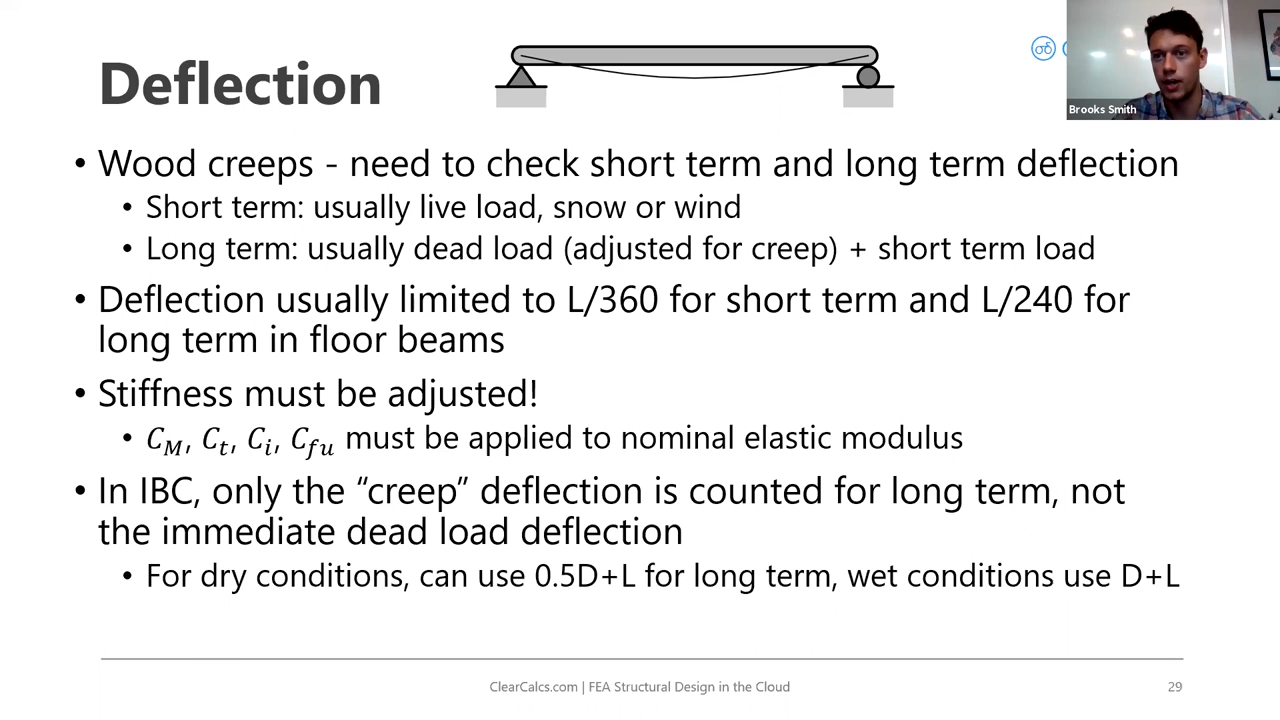 Deflection
Brooks Smith
• Wood creeps - need to check short term and long term deflection
• Short term: usually live load, snow or wind
• Long term: usually dead load (adjusted for creep) + short term load
• Deflection usually limited to L/360 for short term and L/240 for
long term in floor beams
• Stiffness must be adjusted!
• C_M, C_t, C_i, C_fu must be applied to nominal elastic modulus
• In IBC, only the “creep” deflection is counted for long term, not
the immediate dead load deflection
• For dry conditions, can use 0.5D+L for long term, wet conditions use D+L
ClearCalcs.com | FEA Structural Design in the Cloud
29